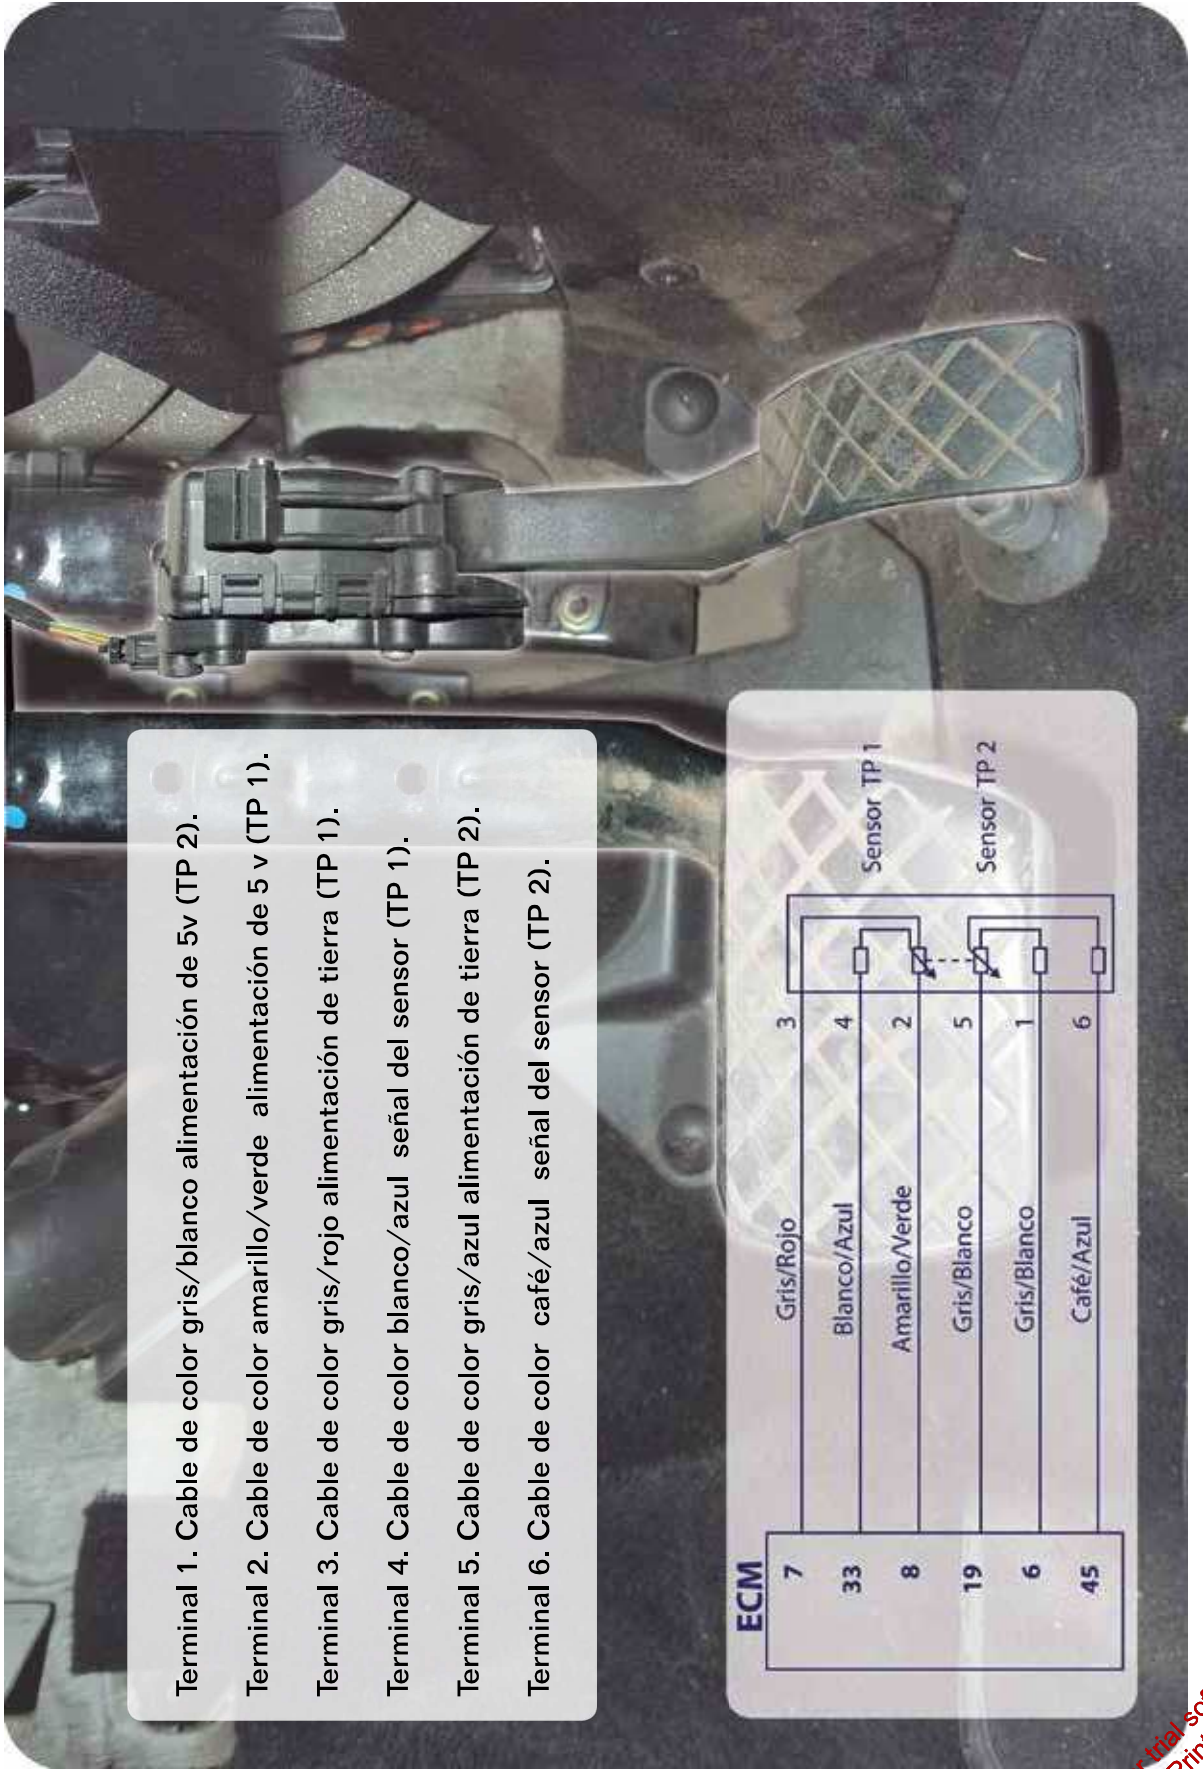 Terminal 1. Cable de color gris/blanco alimentación de 5v (TP 2).
Terminal 2. Cable de color amarillo/verde alimentación de 5 v (TP 1).
Terminal 3. Cable de color gris/rojo alimentación de tierra (TP 1).
Terminal 4. Cable de color blanco/azul señal del sensor (TP 1).
Terminal 5. Cable de color gris/azul alimentación de tierra (TP 2).
Terminal 6. Cable de color café/azul señal del sensor (TP 2).
ECM
7 Gris/Rojo 3
33 Blanco/Azul 4
Sensor TP 1
8 Amarillo/Verde 2
19 Gris/Blanco 5
Sensor TP 2
6 Gris/Blanco 1
45 Café/Azul 6
trial